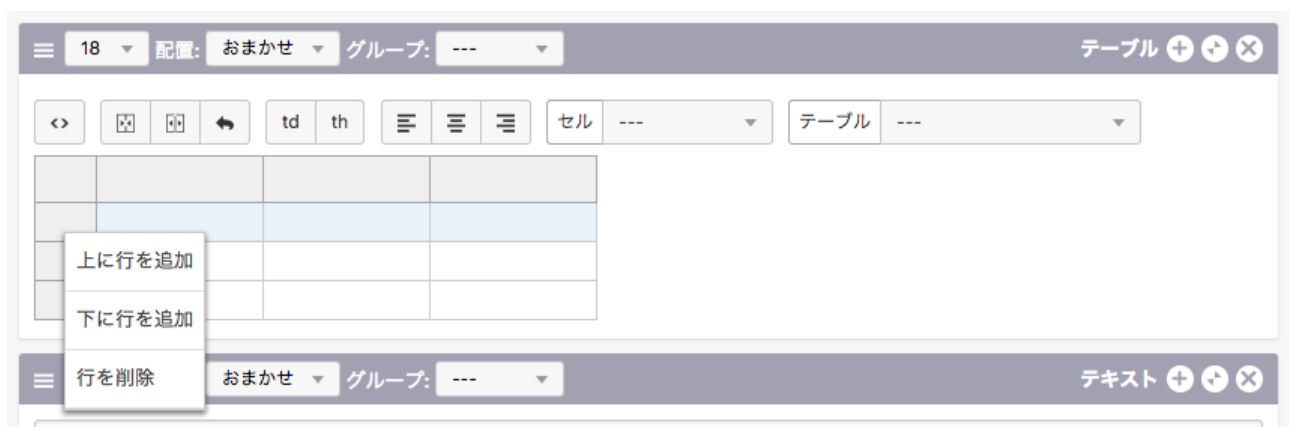 18 配置: おまかせ グループ: --- テーブル
<> td th セル --- テーブル ---
上に行を追加
下に行を追加
行を削除
おまかせ グループ: --- テキスト